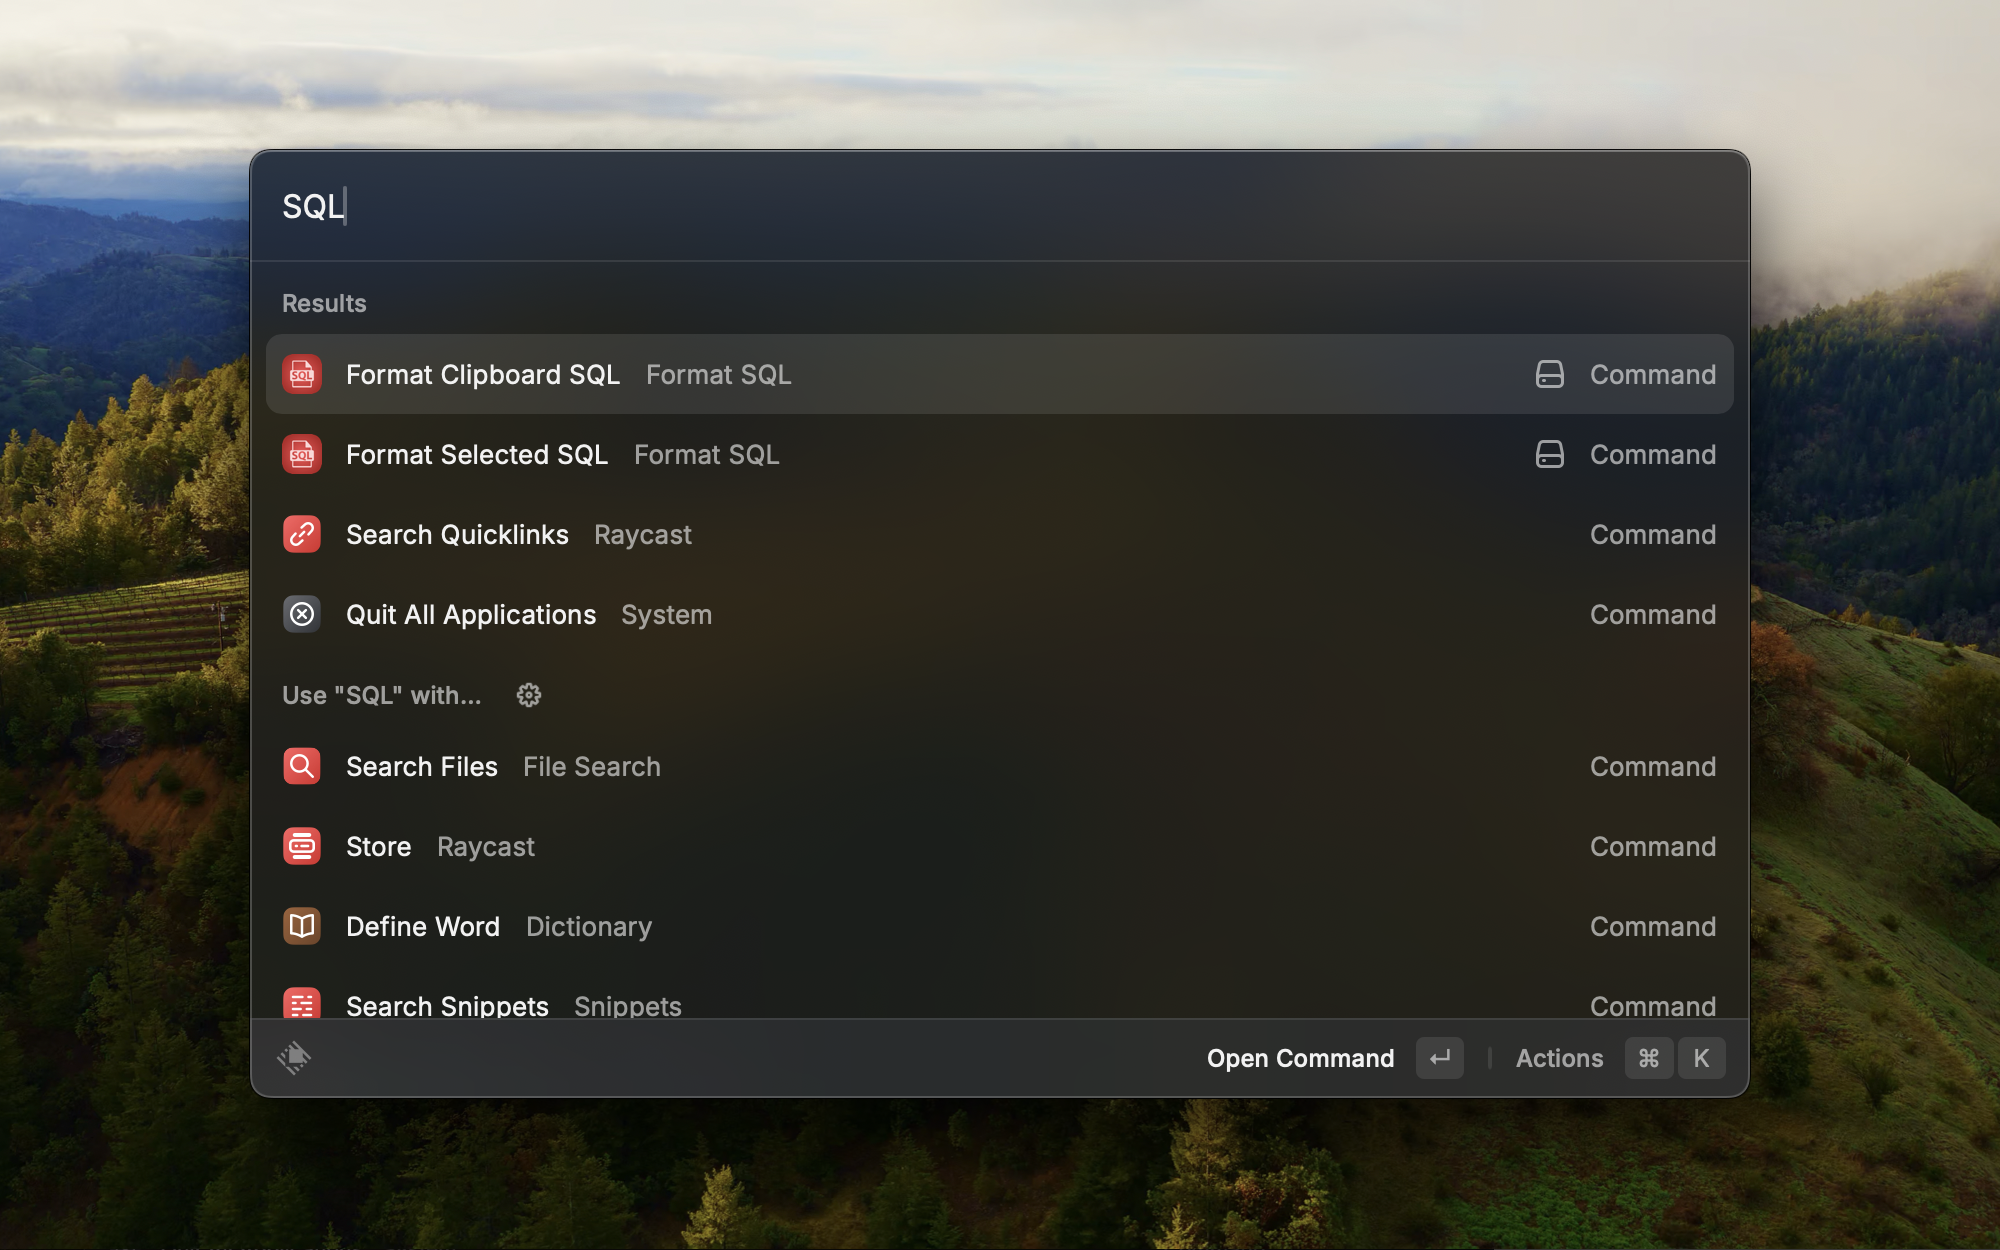 SQL
Results
Format Clipboard SQL Format SQL Command
Format Selected SQL Format SQL Command
Search Quicklinks Raycast Command
Quit All Applications System Command
Use "SQL" with...
Search Files File Search Command
Store Raycast Command
Define Word Dictionary Command
Search Snippets Snippets Command
Open Command ↵ Actions ⌘ K